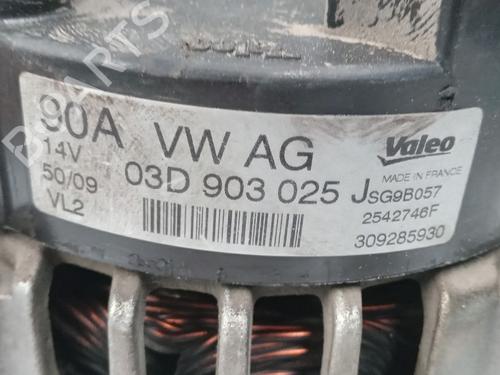 90A VW AG
14V
50/09
VL2
03D 903 025 J
Valeo
MADE IN FRANCE
SG9B057
2542746F
309285930